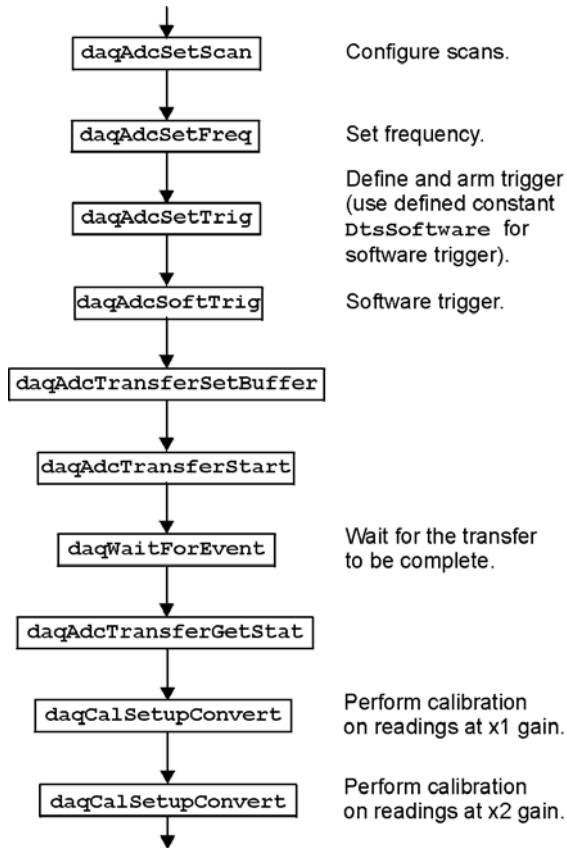 daqAdcSetScan
Configure scans.
daqAdcSetFreq
Set frequency.
daqAdcSetTrig
Define and arm trigger
(use defined constant
DtsSoftware for
software trigger).
daqAdcSoftTrig
Software trigger.
daqAdcTransferSetBuffer
daqAdcTransferStart
daqWaitForEvent
Wait for the transfer
to be complete.
daqAdcTransferGetStat
daqCalSetupConvert
Perform calibration
on readings at x1 gain.
daqCalSetupConvert
Perform calibration
on readings at x2 gain.